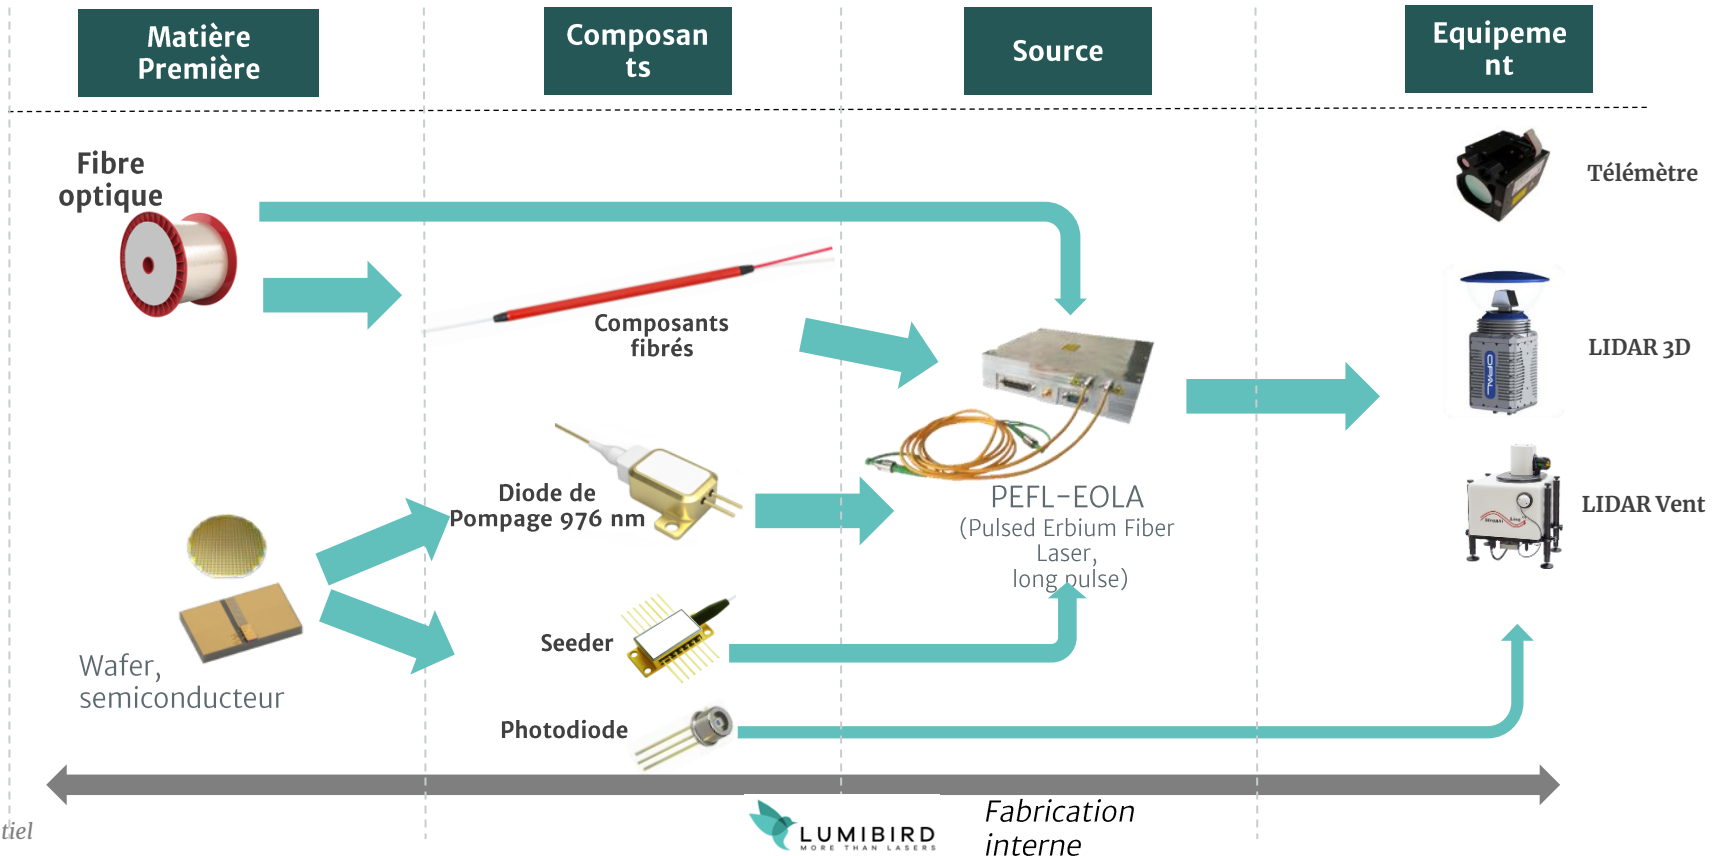 Matière
Première
Composan
ts
Source
Equipeme
nt
Fibre
optique
Télémètre
LIDAR 3D
Composants
fibrés
OPAL
Diode de
Pompage 976 nm
PEFL-EOLA
(Pulsed Erbium Fiber
Laser,
long pulse)
LIDAR Vent
Seeder
Wafer,
semiconducteur
Photodiode
LUMIBIRD
MORE THAN LASERS
Fabrication
interne
tiel